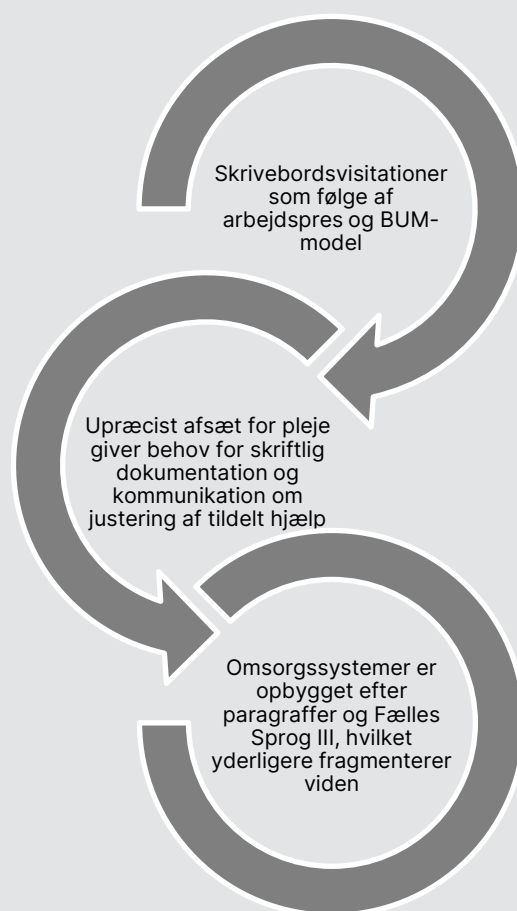 Skrivebordsvisitationer
som følge af
arbejdspres og BUM-
model
Upræcist afsæt for pleje
giver behov for skriftlig
dokumentation og
kommunikation om
justering af tildelt hjælp
Omsorgssystemer er
opbygget efter
paragraffer og Fælles
Sprog III, hvilket
yderligere fragmenterer
viden